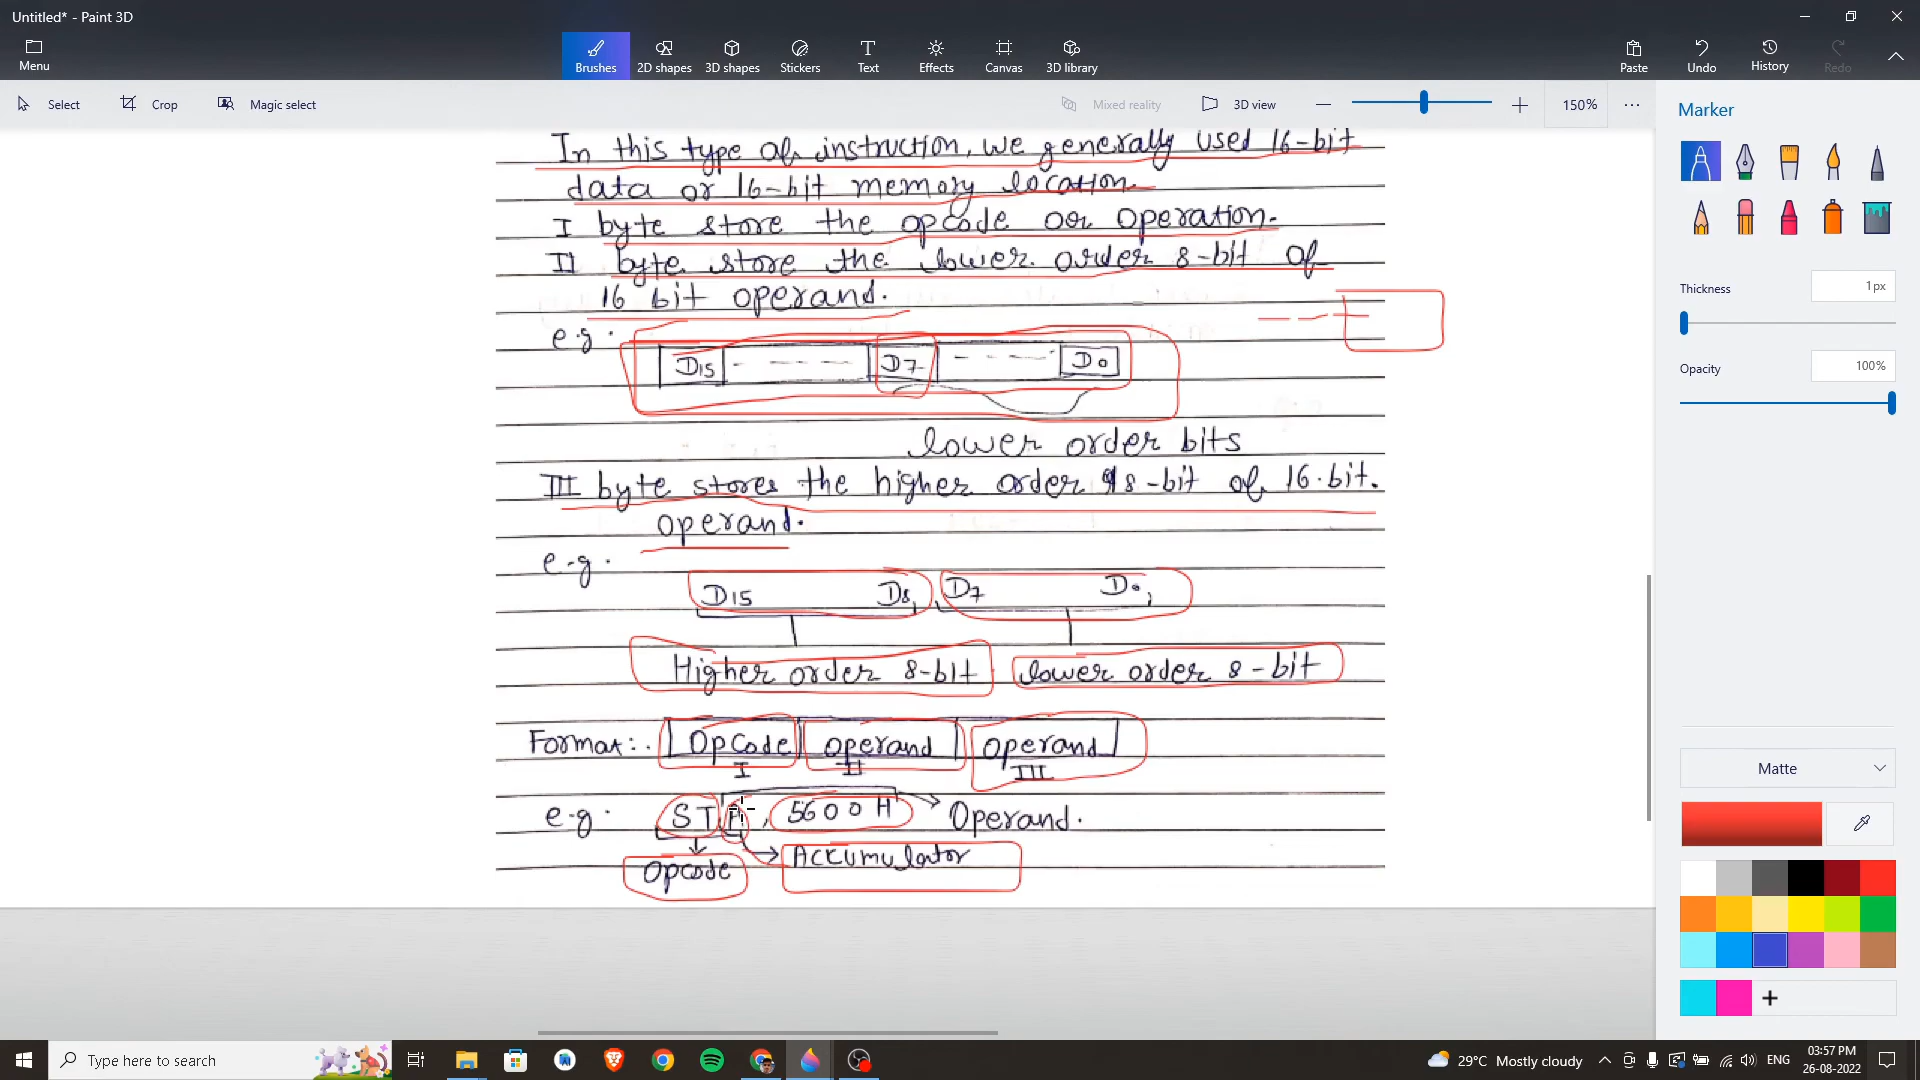 Untitled* - Paint 3D
Menu
Brushes 2D shapes 3D shapes Stickers Text Effects Canvas 3D library Paste Undo History Redo
Select Crop Magic select Mixed reality 3D view 150%
Marker
Thickness 1px
Opacity 100%
Matte
In this type of instruction, we generally used 16-bit
data or 16-bit memory location.
I byte store the opcode or operation.
II byte store the lower order 8-bit of
16 bit operand.
e.g.
D15 - - - - - D7 - - - - D0
lower order bits
III byte stores the higher order 8-bit of 16-bit.
operand.
e.g.
D15 D8 D7 D0
Higher order 8-bit lower order 8-bit
Format:. Opcode operand operand
I II III
e.g. STA, 5600H Operand.
Opcode Accumulator
Type here to search
29°C Mostly cloudy ENG 03:57 PM
26-08-2022